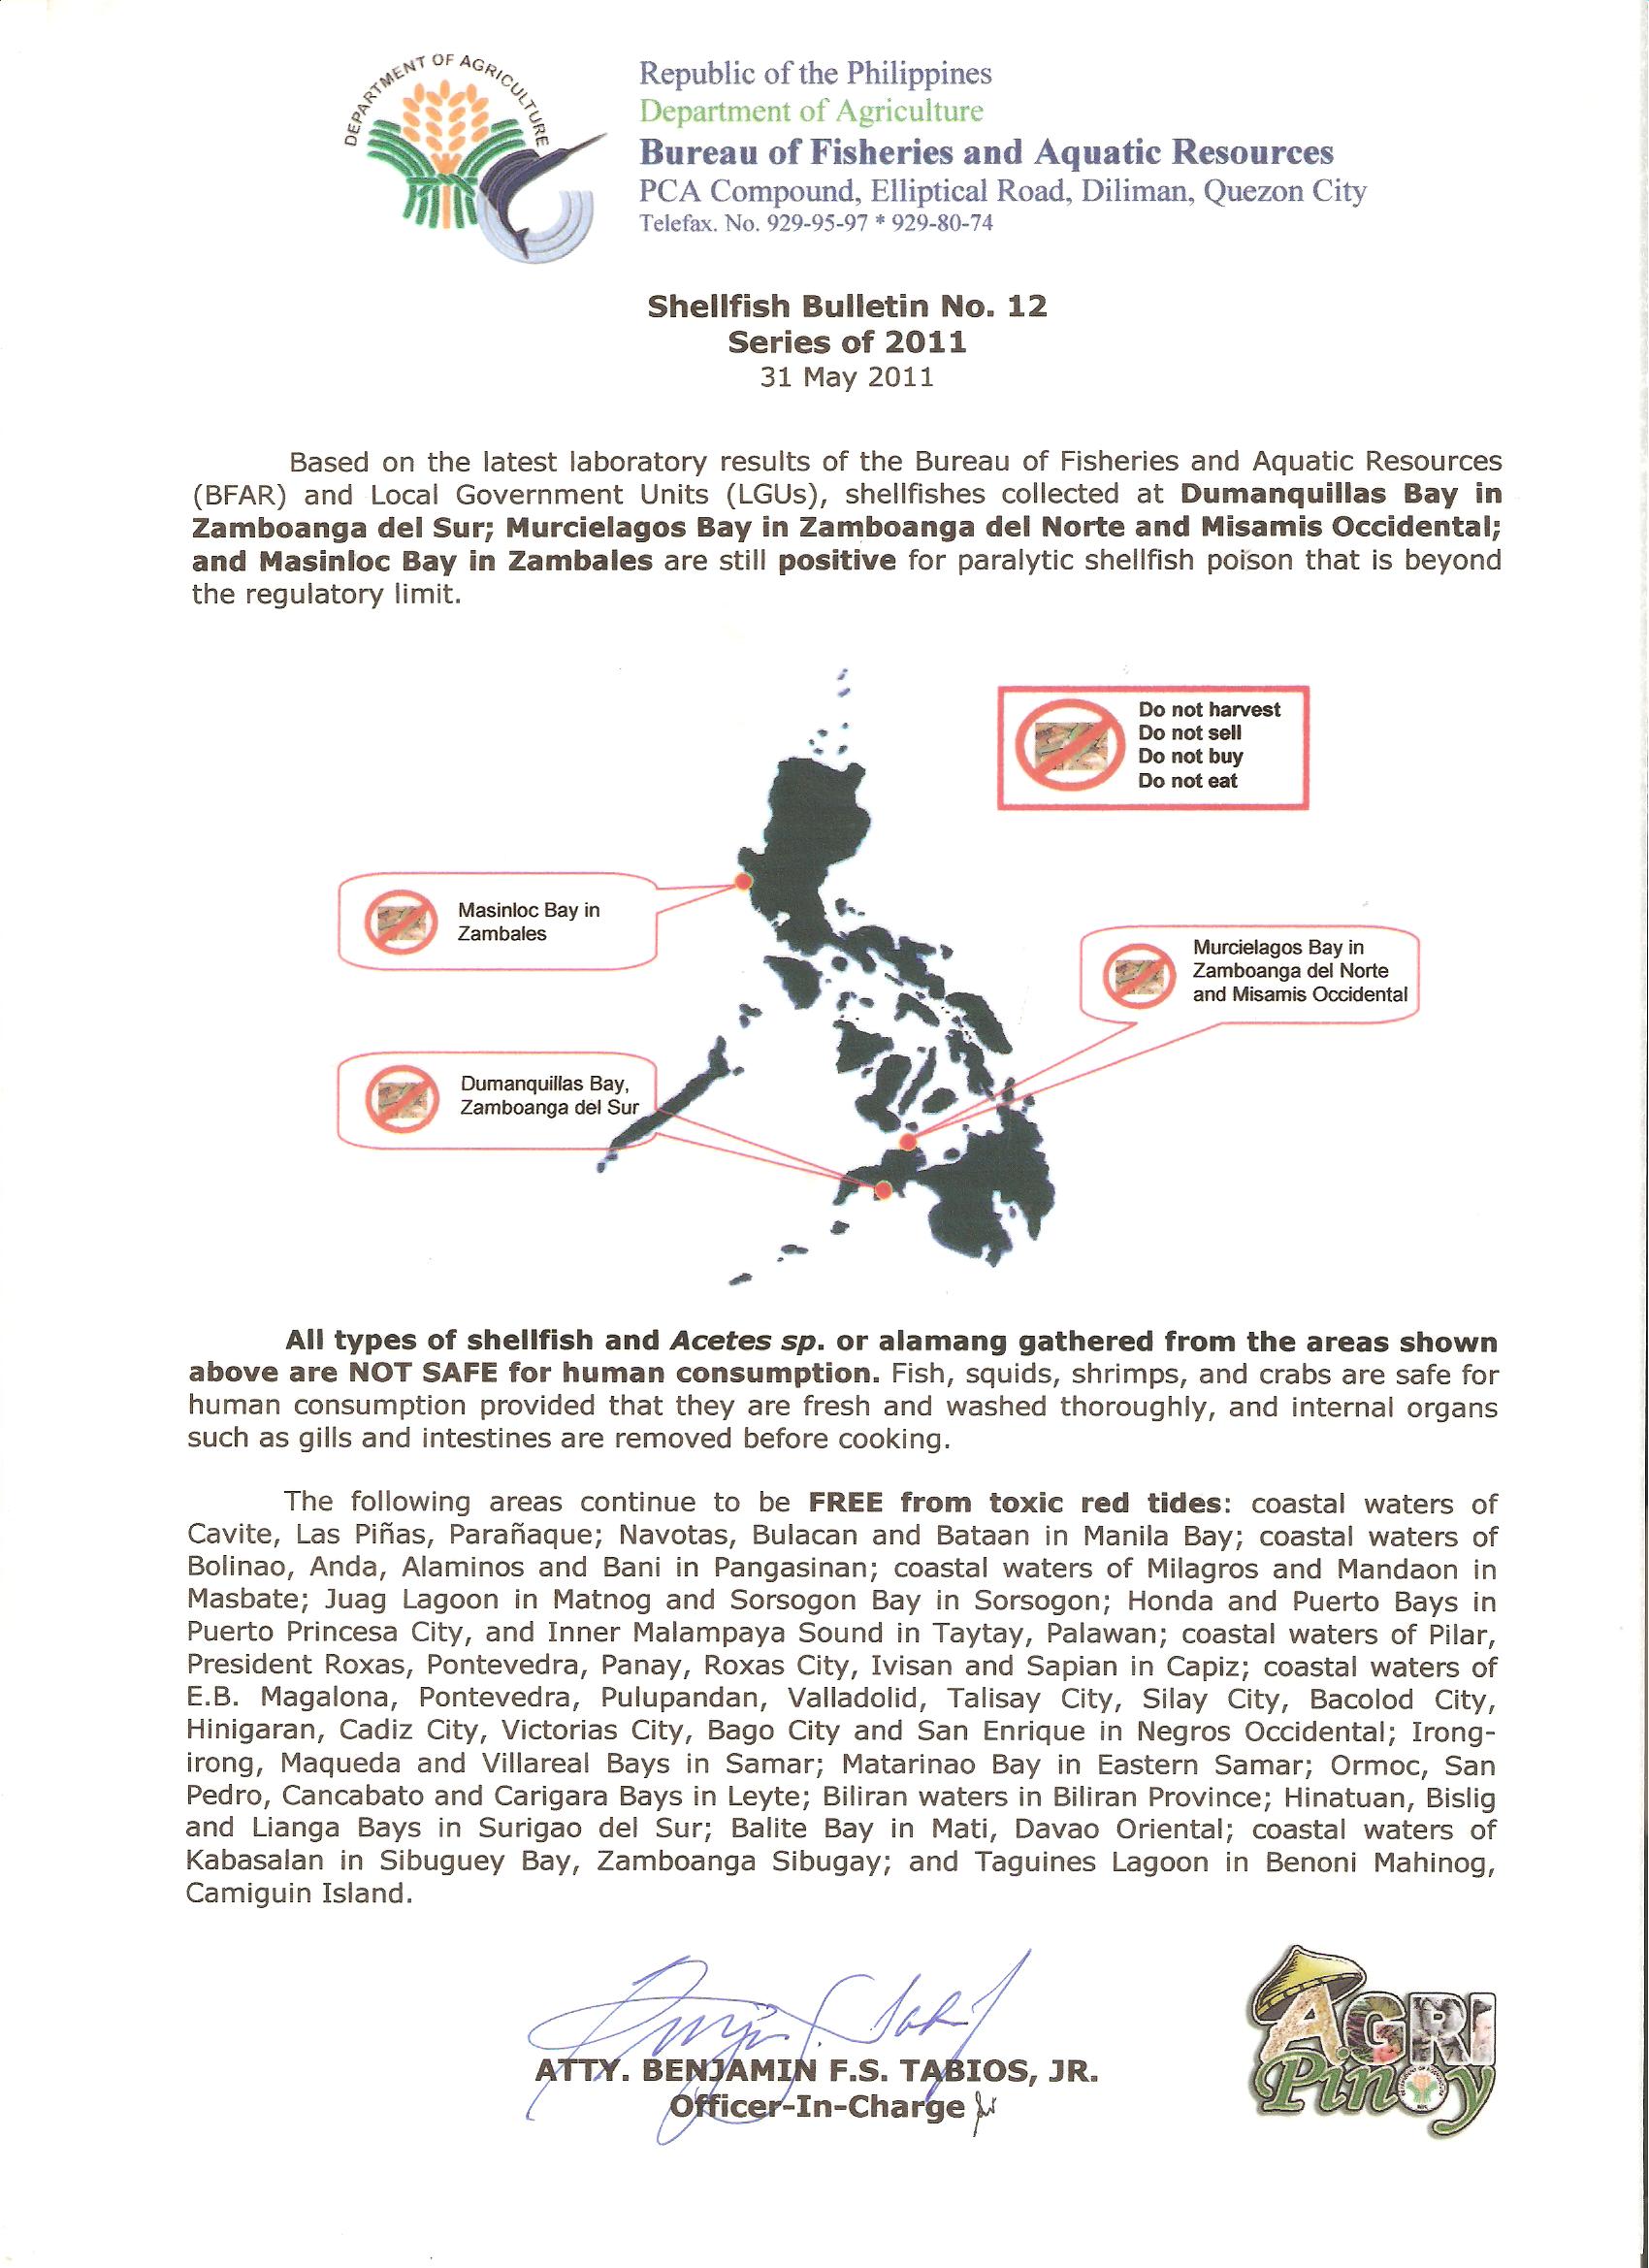 DEPARTMENT OF AGRICULTURE
Republic of the Philippines
Department of Agriculture
Bureau of Fisheries and Aquatic Resources
PCA Compound, Elliptical Road, Diliman, Quezon City
Telefax. No. 929-95-97 * 929-80-74
Shellfish Bulletin No. 12
Series of 2011
31 May 2011
Based on the latest laboratory results of the Bureau of Fisheries and Aquatic Resources
(BFAR) and Local Government Units (LGUs), shellfishes collected at Dumanquillas Bay in
Zamboanga del Sur; Murcielagos Bay in Zamboanga del Norte and Misamis Occidental;
and Masinloc Bay in Zambales are still positive for paralytic shellfish poison that is beyond
the regulatory limit.
Do not harvest
Do not sell
Do not buy
Do not eat
Masinloc Bay in
Zambales
Murcielagos Bay in
Zamboanga del Norte
and Misamis Occidental
Dumanquillas Bay,
Zamboanga del Sur
All types of shellfish and Acetes sp. or alamang gathered from the areas shown
above are NOT SAFE for human consumption. Fish, squids, shrimps, and crabs are safe for
human consumption provided that they are fresh and washed thoroughly, and internal organs
such as gills and intestines are removed before cooking.
The following areas continue to be FREE from toxic red tides: coastal waters of
Cavite, Las Piñas, Parañaque; Navotas, Bulacan and Bataan in Manila Bay; coastal waters of
Bolinao, Anda, Alaminos and Bani in Pangasinan; coastal waters of Milagros and Mandaon in
Masbate; Juag Lagoon in Matnog and Sorsogon Bay in Sorsogon; Honda and Puerto Bays in
Puerto Princesa City, and Inner Malampaya Sound in Taytay, Palawan; coastal waters of Pilar,
President Roxas, Pontevedra, Panay, Roxas City, Ivisan and Sapian in Capiz; coastal waters of
E.B. Magalona, Pontevedra, Pulupandan, Valladolid, Talisay City, Silay City, Bacolod City,
Hinigaran, Cadiz City, Victorias City, Bago City and San Enrique in Negros Occidental; Irong-
irong, Maqueda and Villareal Bays in Samar; Matarinao Bay in Eastern Samar; Ormoc, San
Pedro, Cancabato and Carigara Bays in Leyte; Biliran waters in Biliran Province; Hinatuan, Bislig
and Lianga Bays in Surigao del Sur; Balite Bay in Mati, Davao Oriental; coastal waters of
Kabasalan in Sibuguey Bay, Zamboanga Sibugay; and Taguines Lagoon in Benoni Mahinog,
Camiguin Island.
ATTY. BENJAMIN F.S. TABIOS, JR.
Officer-In-Charge
AGRI
Pinoy